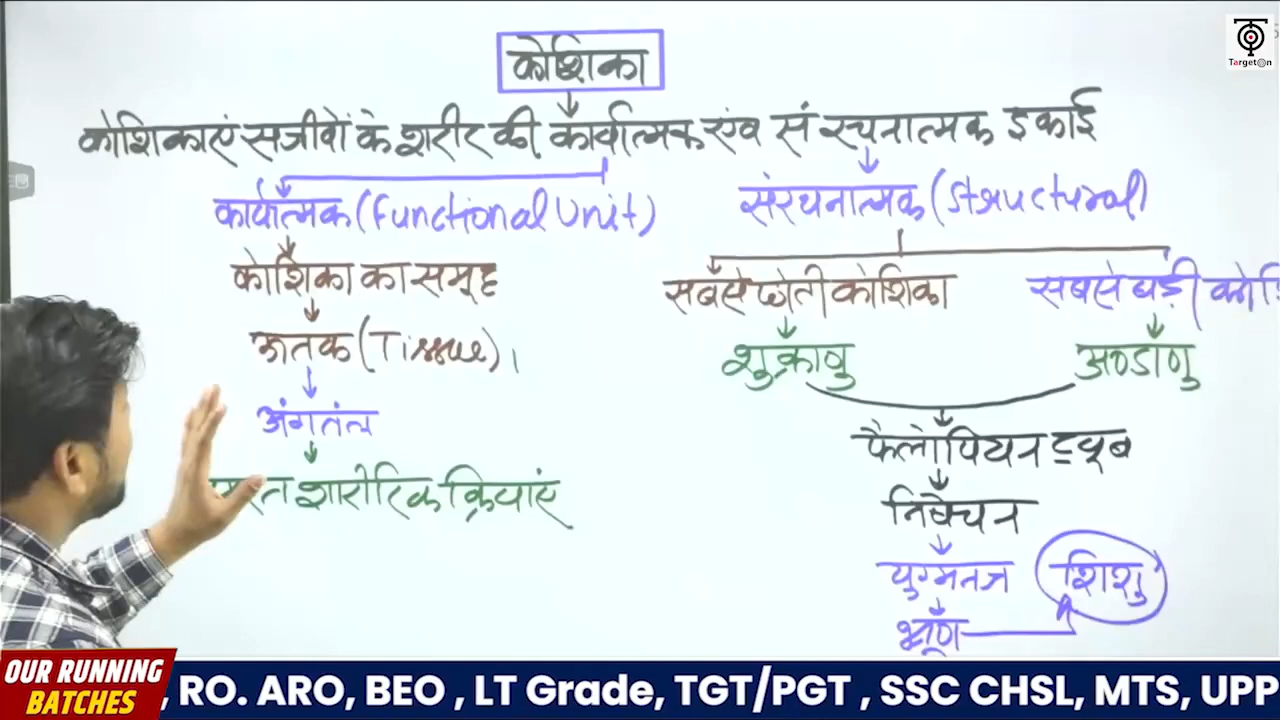 कोशिका
कोशिकाएं सजीवों के शरीर की कार्यात्मक एंव संरचनात्मक इकाई
कार्यात्मक (Functional Unit)
संरचनात्मक (Structural)
कोशिका का समूह
सबसे छोती कोशिका
सबसे बड़ी
ऊतक (Tissue)
शुक्राणु
अण्डाणु
अंगतंत्र
फैलोपियन ट्यूब
शारीरिक क्रियाएं
निषेचन
युग्मनज
शिशु
भ्रूण
Target@n
OUR RUNNING
BATCHES
, RO. ARO, BEO , LT Grade, TGT/PGT , SSC CHSL, MTS, UPP